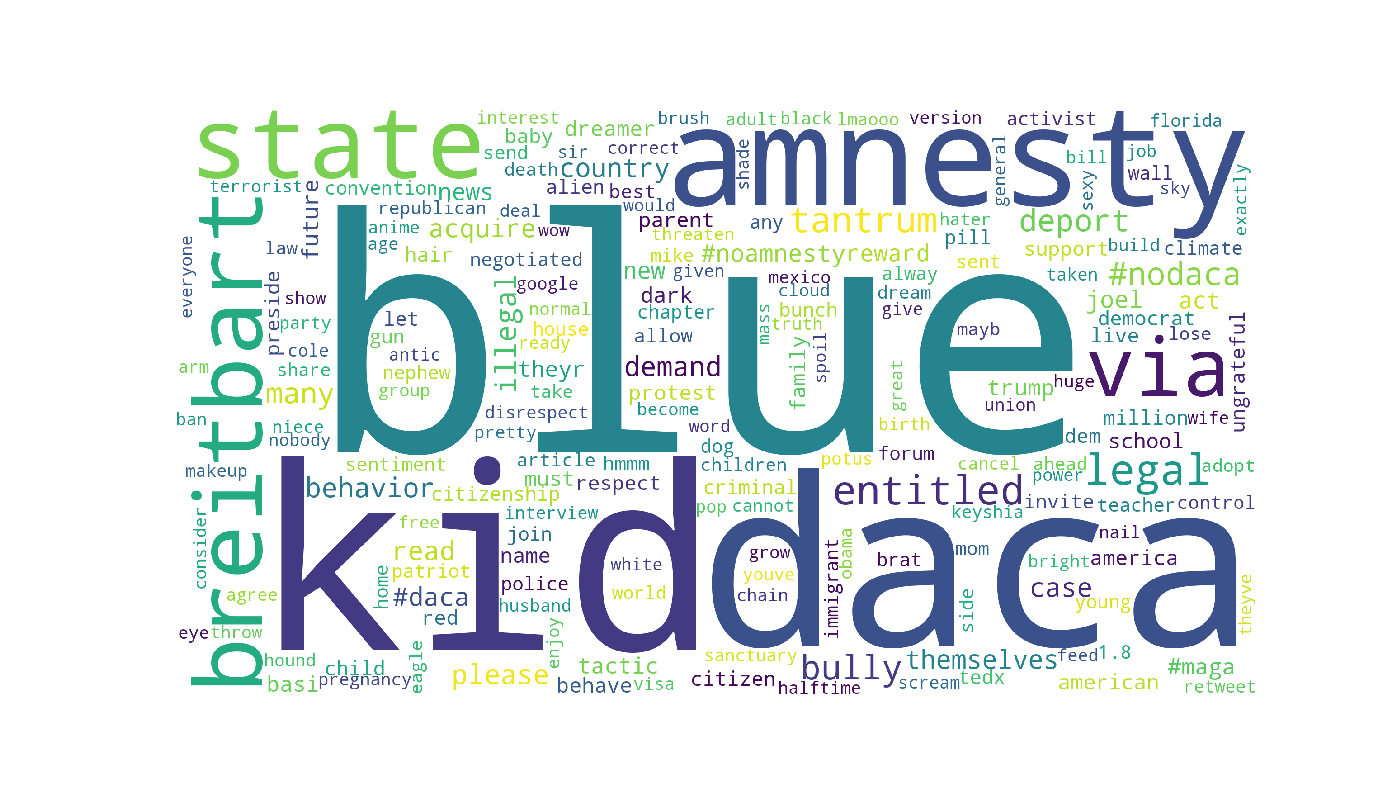 interest
brush
adult
black
lmaooo
version
activist
florida
state
baby
dreamer
amnesty
send
sir
correct
shade
general
bill
job
death
country
wall
sexy
sky
exactly
terrorist
convention
news
alien
best
future
republican
deal
would
parent
any
tantrum
hater
deport
anime
acquire
wow
threaten
pill
support
build
climate
law
age
hair
negotiated
mike
#noamnestyreward
sent
everyone
breitbart
preside
blue
illegal
google
new
given
mexico
alway
taken
#nodaca
show
normal
dark
cloud
dream
joel
act
party
let
house
chapter
bunch
give
democrat
gun
ready
allow
mass
truth
mayb
live
lose
cole
antic
spoil
family
via
ungrateful
arm
share
nephew
theyr
demand
great
trump
huge
many
group
take
protest
union
ban
disrespect
become
million
wife
niece
word
birth
nobody
pretty
dog
forum
dem
school
makeup
sentiment
article
hmmm
children
potus
cancel
ahead
legal
adopt
must
respect
power
behavior
citizenship
criminal
entitled
invite
teacher
control
kid
interview
pop
cannot
keyshia
consider
free
join
daca
nail
read
name
grow
brat
mom
bright
america
home
patriot
white
youve
immigrant
obama
case
agree
#daca
police
world
chain
side
young
theyve
red
husband
eye
throw
enjoy
hound
child
eagle
tactic
sanctuary
bully
themselves
feed
1.8
#maga
basi
pregnancy
please
behave
visa
citizen
halftime
scream
tedx
american
retweet